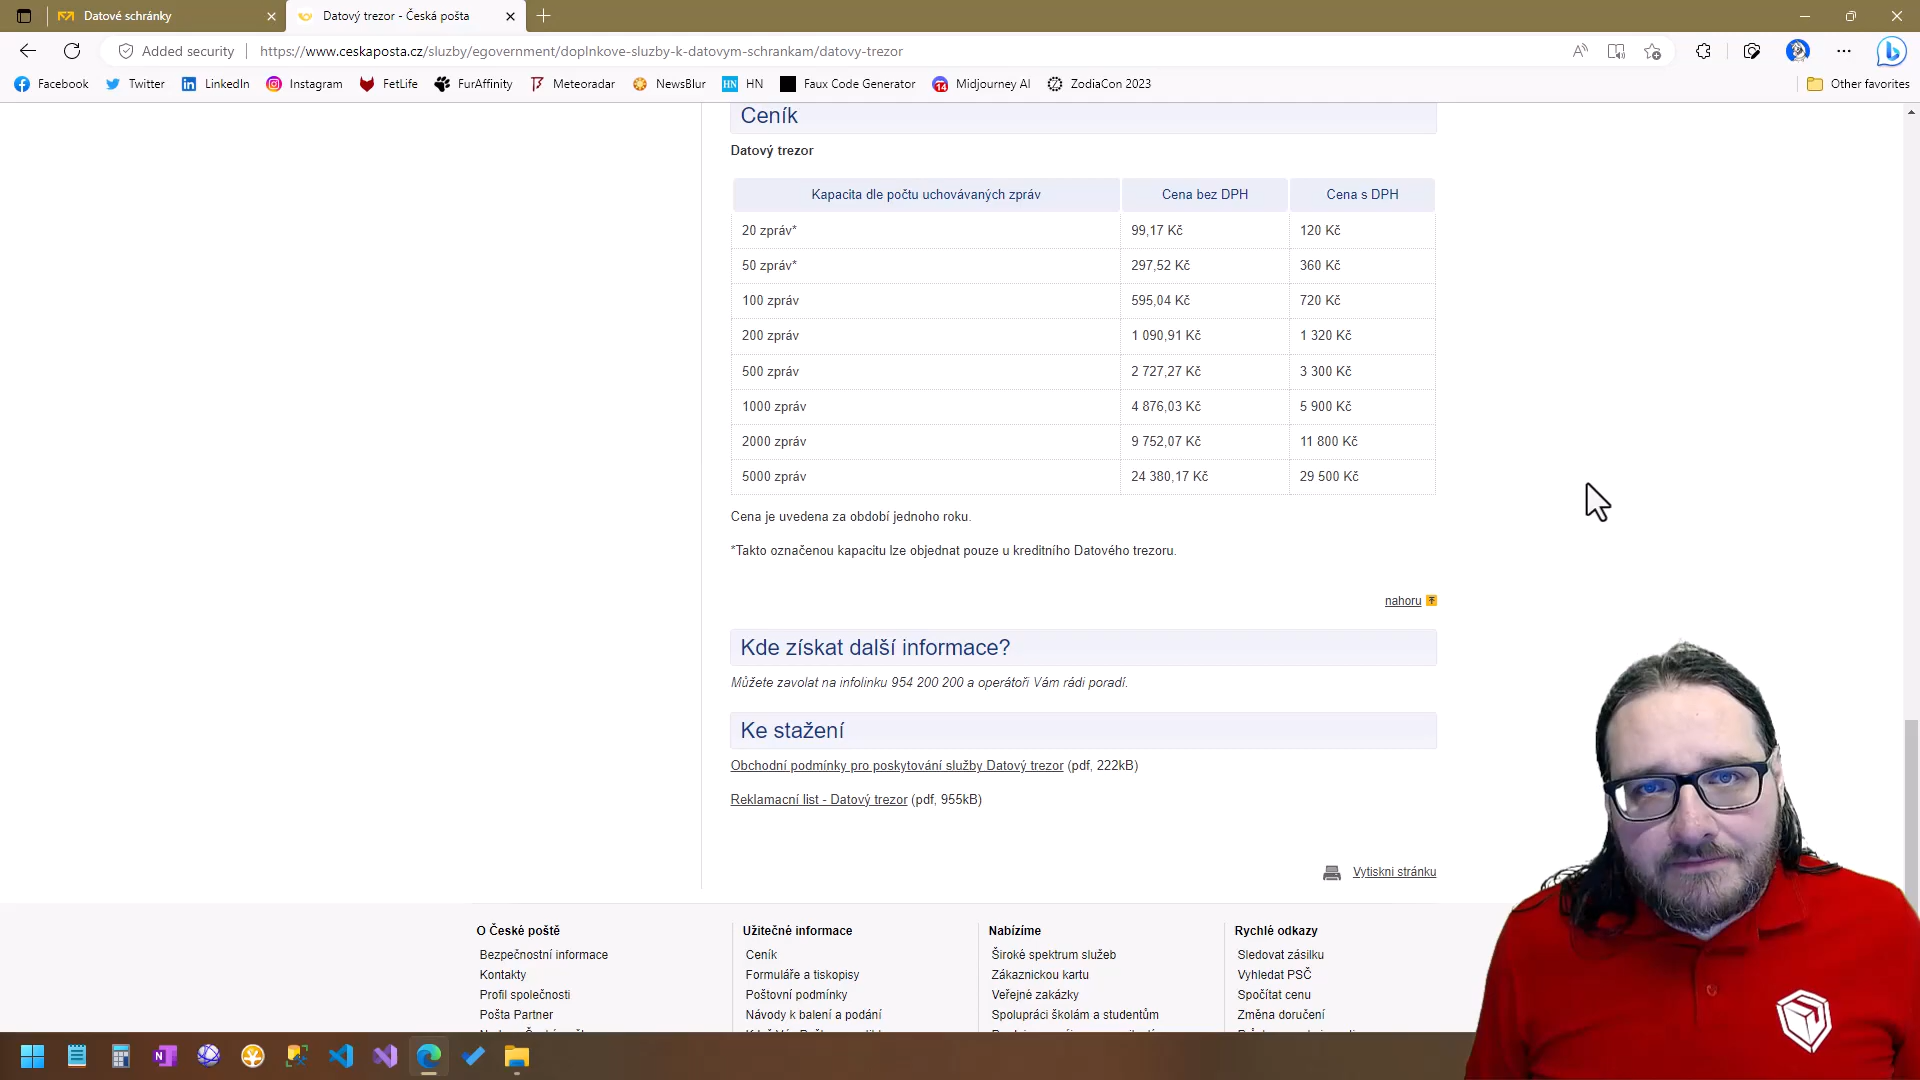 Datové schránky
Datový trezor - Česká pošta
Added security
https://www.ceskaposta.cz/sluzby/egovernment/doplnkove-sluzby-k-datovym-schrankam/datovy-trezor
Facebook
Twitter
LinkedIn
Instagram
FetLife
FurAffinity
Meteoradar
NewsBlur
HN
Faux Code Generator
Midjourney AI
ZodiaCon 2023
Other favorites
Ceník
Datový trezor
Kapacita dle počtu uchovávaných zpráv Cena bez DPH Cena s DPH
20 zpráv* 99,17 Kč 120 Kč
50 zpráv* 297,52 Kč 360 Kč
100 zpráv 595,04 Kč 720 Kč
200 zpráv 1 090,91 Kč 1 320 Kč
500 zpráv 2 727,27 Kč 3 300 Kč
1000 zpráv 4 876,03 Kč 5 900 Kč
2000 zpráv 9 752,07 Kč 11 800 Kč
5000 zpráv 24 380,17 Kč 29 500 Kč
Cena je uvedena za období jednoho roku.
*Takto označenou kapacitu lze objednat pouze u kreditního Datového trezoru.
nahoru
Kde získat další informace?
Můžete zavolat na infolinku 954 200 200 a operátoři Vám rádi poradí.
Ke stažení
Obchodní podmínky pro poskytování služby Datový trezor (pdf, 222kB)
Reklamacní list - Datový trezor (pdf, 955kB)
Vytiskni stránku
O České poště
Bezpečnostní informace
Kontakty
Profil společnosti
Pošta Partner
Užitečné informace
Ceník
Formuláře a tiskopisy
Poštovní podmínky
Návody k balení a podání
Nabízíme
Široké spektrum služeb
Zákaznickou kartu
Veřejné zakázky
Spolupráci školám a studentům
Rychlé odkazy
Sledovat zásilku
Vyhledat PSČ
Spočítat cenu
Změna doručení